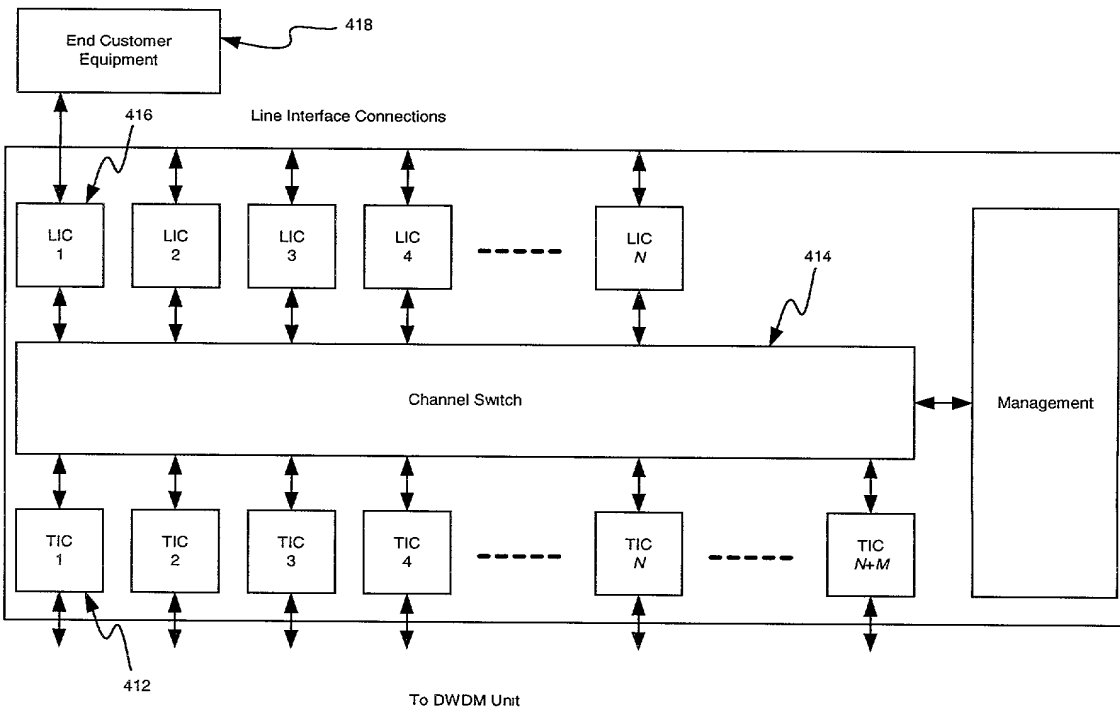 End Customer
Equipment
418
416
Line Interface Connections
LIC
1
LIC
2
LIC
3
LIC
4
LIC
N
414
Channel Switch
Management
TIC
1
TIC
2
TIC
3
TIC
4
TIC
N
TIC
N+M
412
To DWDM Unit